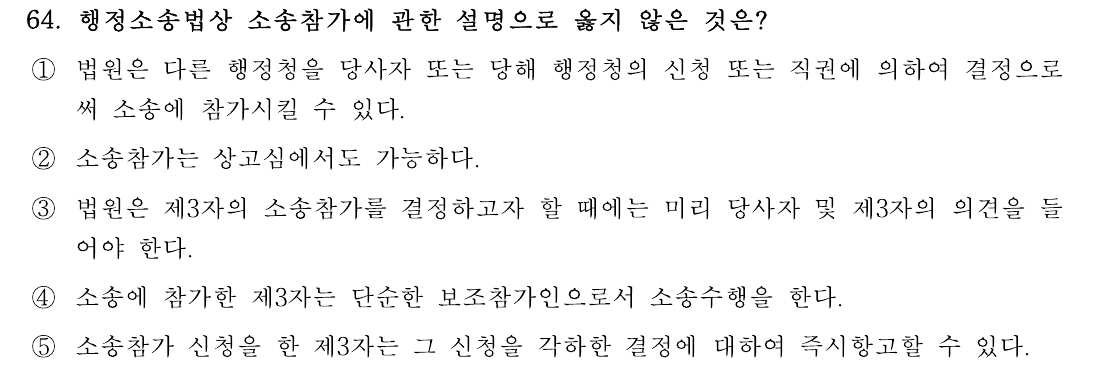 64. 행정소송법상 소송참가에 관한 설명으로 옳지 않은 것은?
① 법원은 다른 행정청을 당사자 또는 당해 행정청의 신청 또는 직권에 의하여 결정으로
써 소송에 참가시킬 수 있다.
② 소송참가는 상고심에서도 가능하다.
③ 법원은 제3자의 소송참가를 결정하고자 할 때에는 미리 당사자 및 제3자의 의견을 들
어야 한다.
④ 소송에 참가한 제3자는 단순한 보조참가인으로서 소송수행을 한다.
⑤ 소송참가 신청을 한 제3자는 그 신청을 각하한 결정에 대하여 즉시항고할 수 있다.